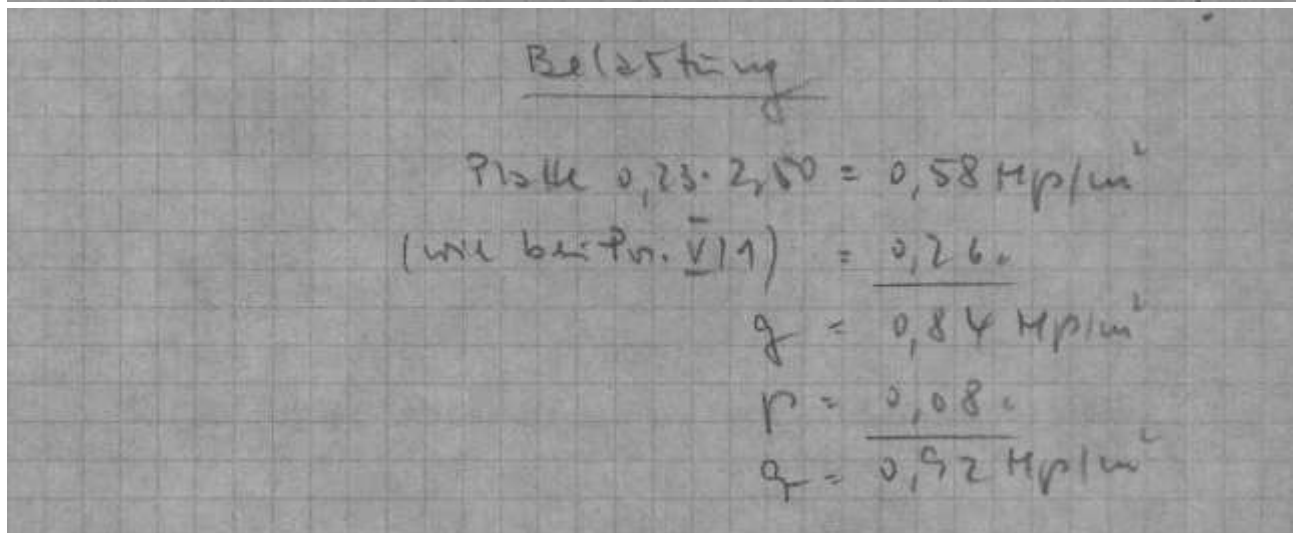 Belastung
Platte 0,23 · 2,50 = 0,58 Mp/m²
(wie bei Pos. V/1) = 0,26 "
g = 0,84 Mp/m²
p = 0,08 "
q = 0,92 Mp/m²